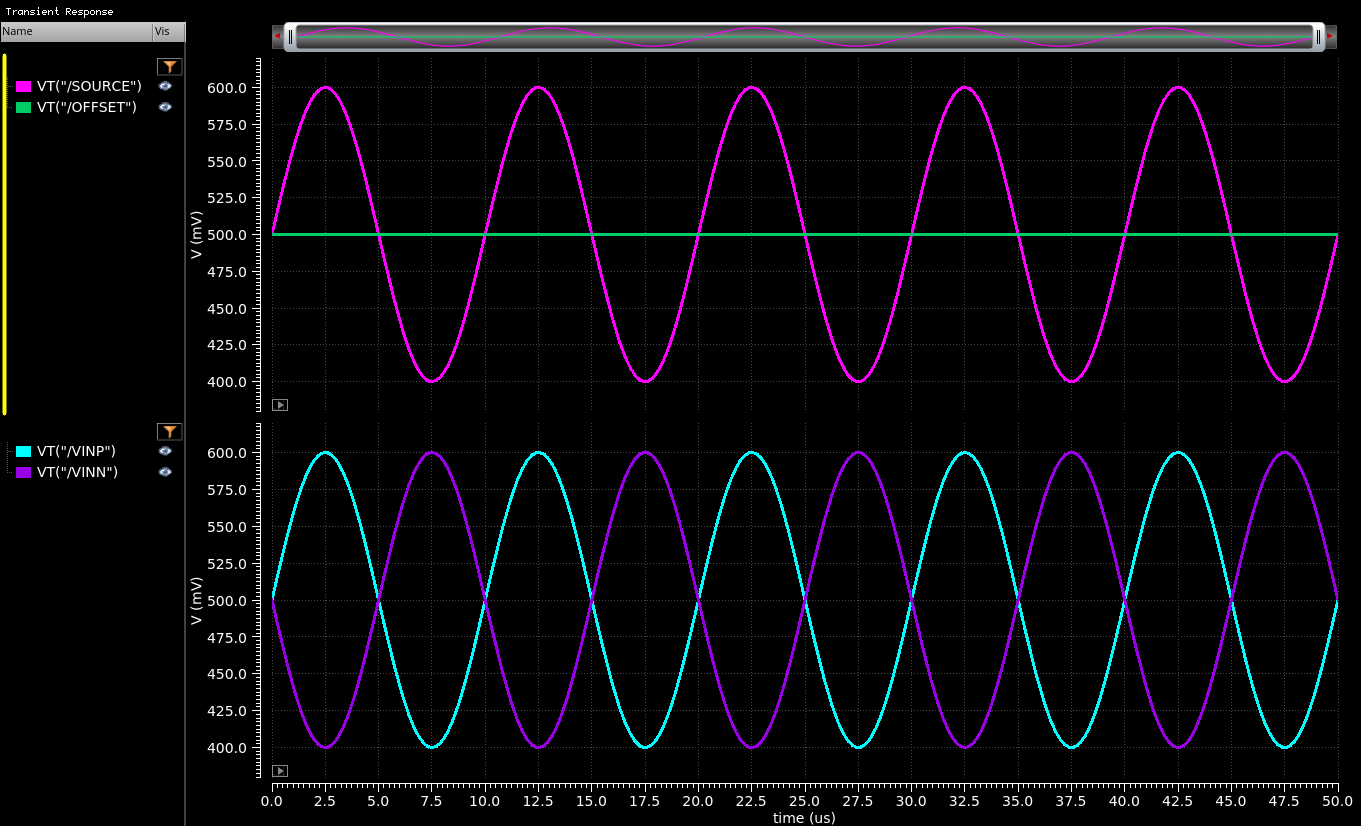 Transient Response
Name Vis
VT("/SOURCE")
VT("/OFFSET")
V (mV)
600.0
575.0
550.0
525.0
500.0
475.0
450.0
425.0
400.0
VT("/VINP")
VT("/VINN")
V (mV)
600.0
575.0
550.0
525.0
500.0
475.0
450.0
425.0
400.0
0.0 2.5 5.0 7.5 10.0 12.5 15.0 17.5 20.0 22.5 25.0 27.5 30.0 32.5 35.0 37.5 40.0 42.5 45.0 47.5 50.0
time (us)